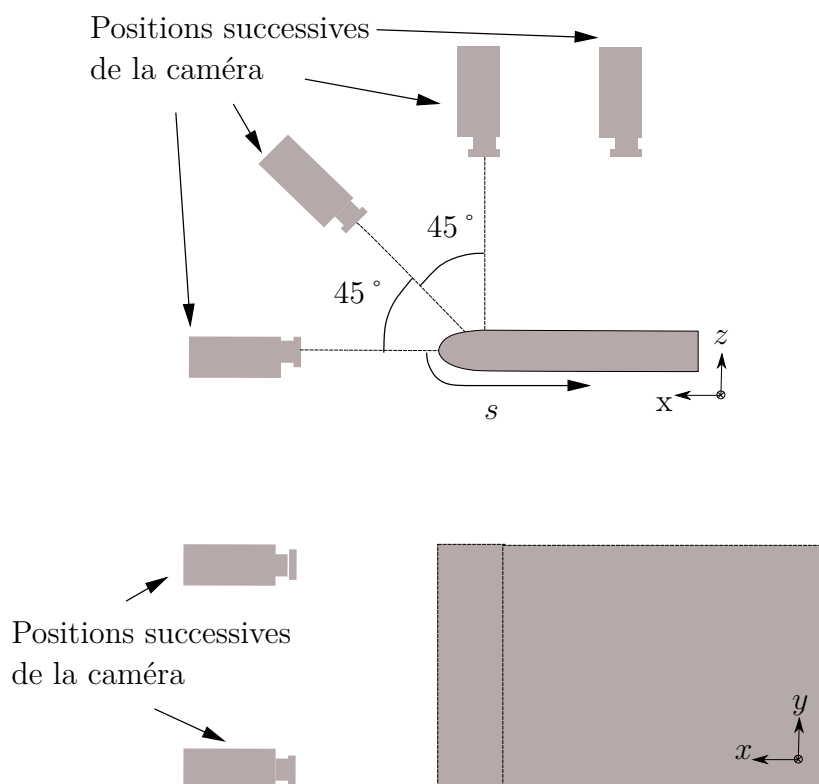 Positions successives
de la caméra
45 °
45 °
z
x
s
Positions successives
de la caméra
y
x